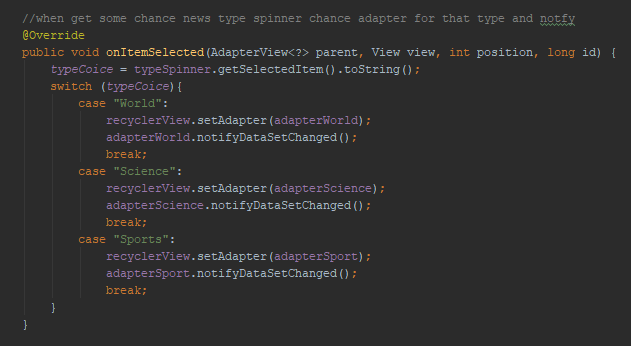 //when get some chance news type spinner chance adapter for that type and notfy
@Override
public void onItemSelected(AdapterView<?> parent, View view, int position, long id) {
typeCoice = typeSpinner.getSelectedItem().toString();
switch (typeCoice){
case "World":
recyclerView.setAdapter(adapterWorld);
adapterWorld.notifyDataSetChanged();
break;
case "Science":
recyclerView.setAdapter(adapterScience);
adapterScience.notifyDataSetChanged();
break;
case "Sports":
recyclerView.setAdapter(adapterSport);
adapterSport.notifyDataSetChanged();
break;
}
}